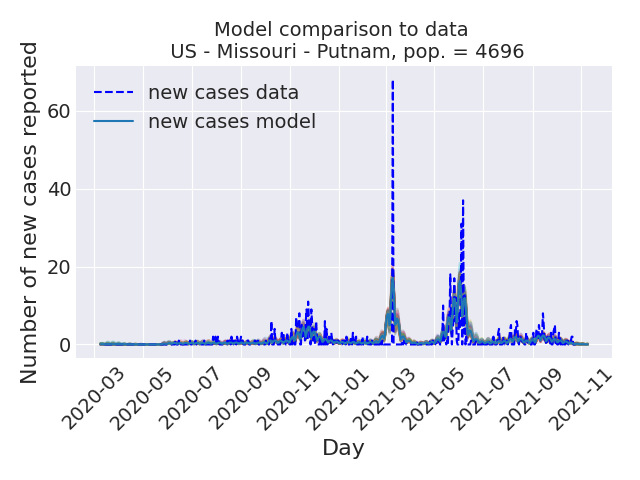 Model comparison to data
US - Missouri - Putnam, pop. = 4696
Number of new cases reported
60
40
20
0
new cases data
new cases model
2020-03
2020-05
2020-07
2020-09
2020-11
2021-01
2021-03
2021-05
2021-07
2021-09
2021-11
Day